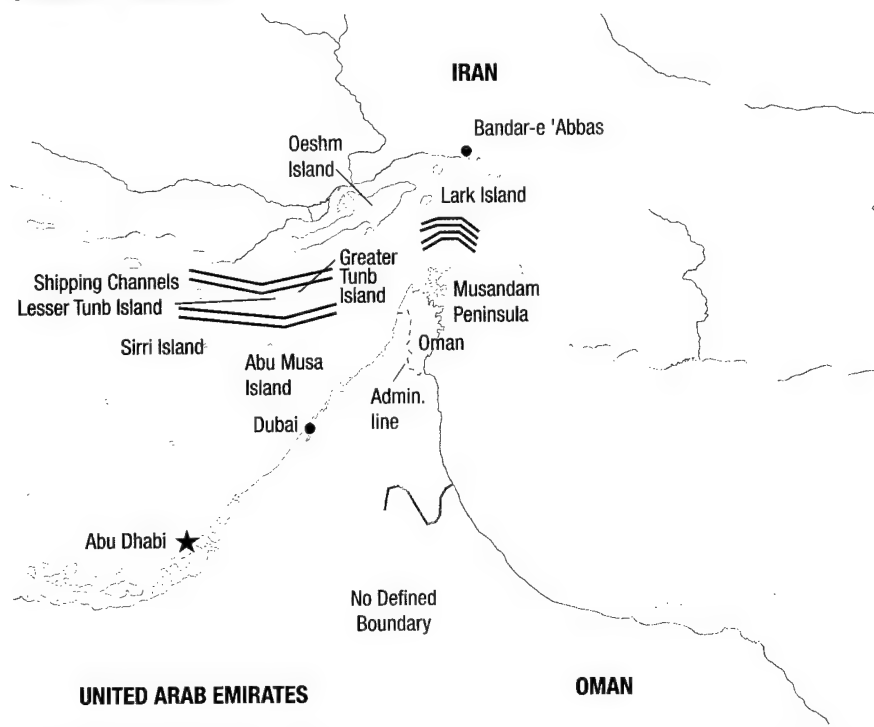 IRAN
Bandar-e 'Abbas
Oeshm
Island
Lark Island
Greater
Tunb
Island
Shipping Channels
Lesser Tunb Island
Musandam
Peninsula
Sirri Island
Oman
Abu Musa
Island
Admin.
line
Dubai
Abu Dhabi
No Defined
Boundary
UNITED ARAB EMIRATES
OMAN